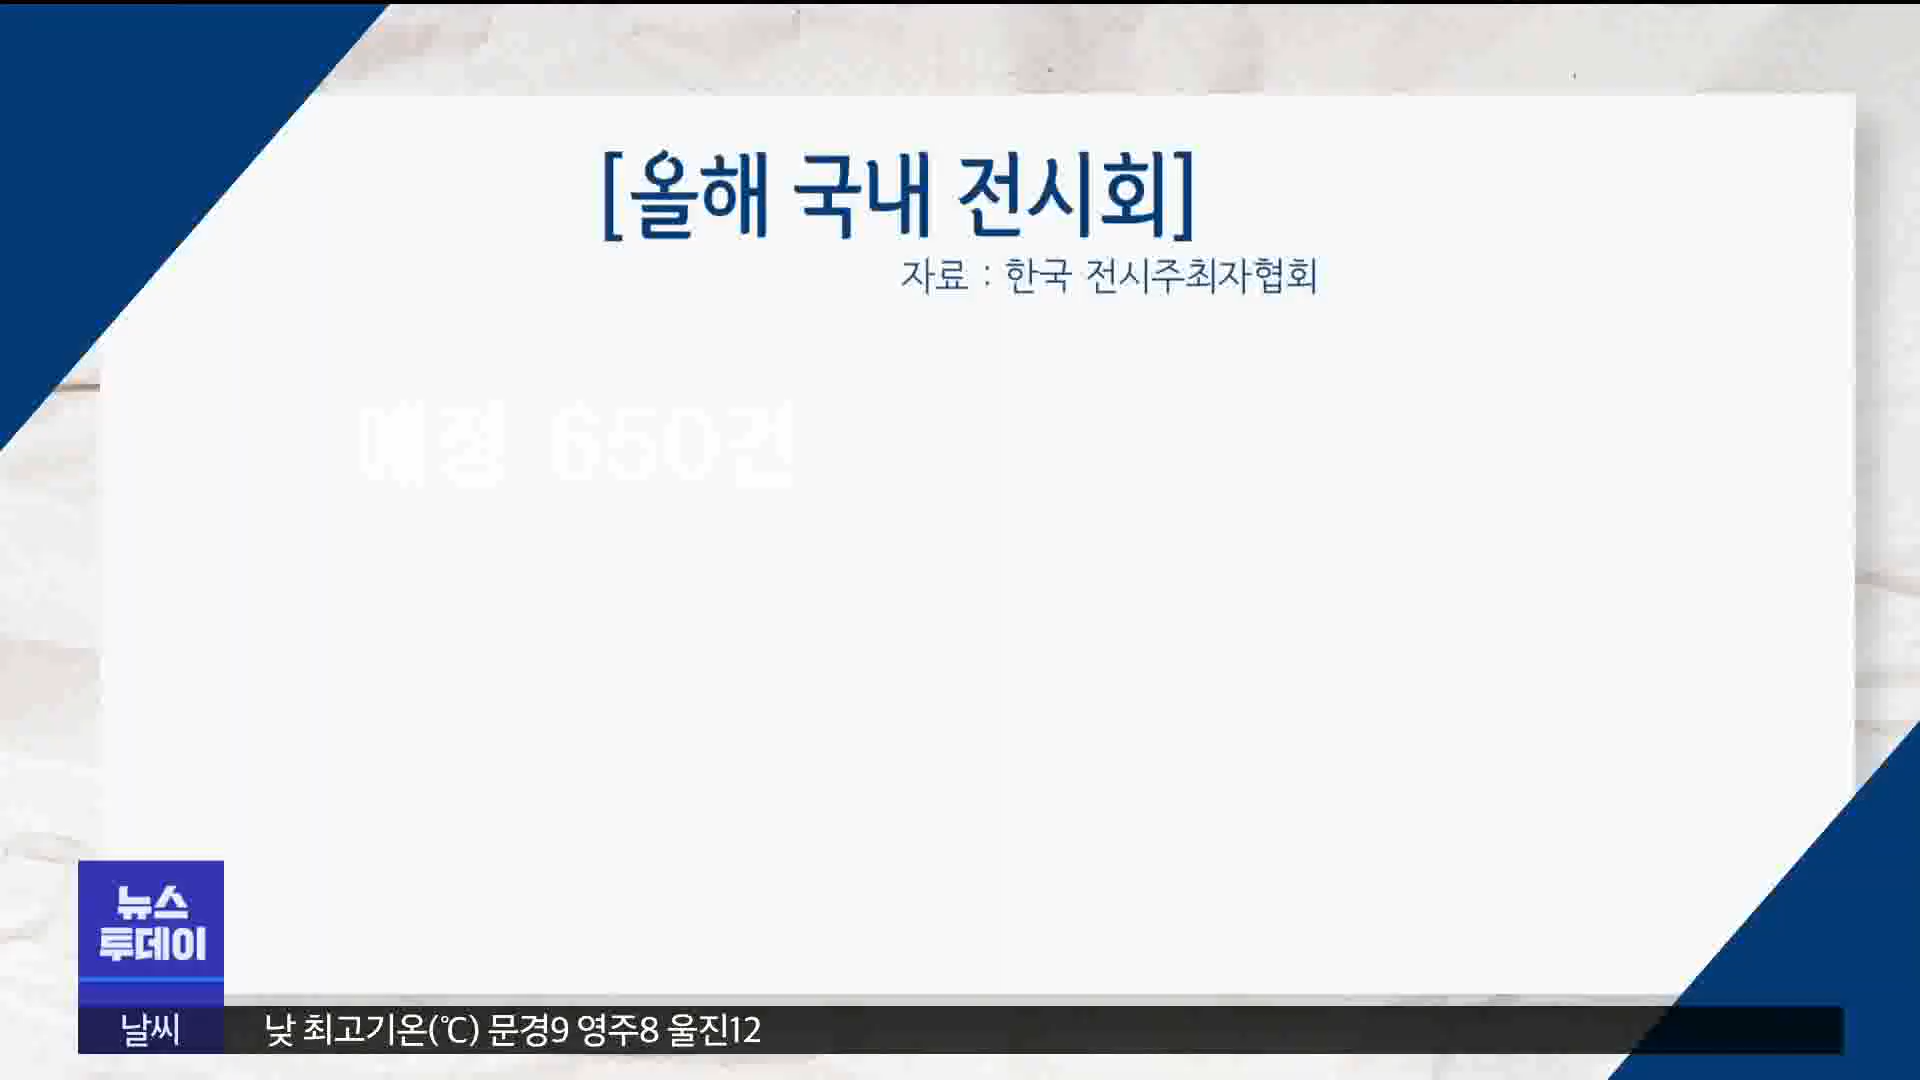 [올해 국내 전시회]
자료 : 한국 전시주최자협회
예정 650건
뉴스
투데이
날씨
낮 최고기온(℃) 문경9 영주8 울진12